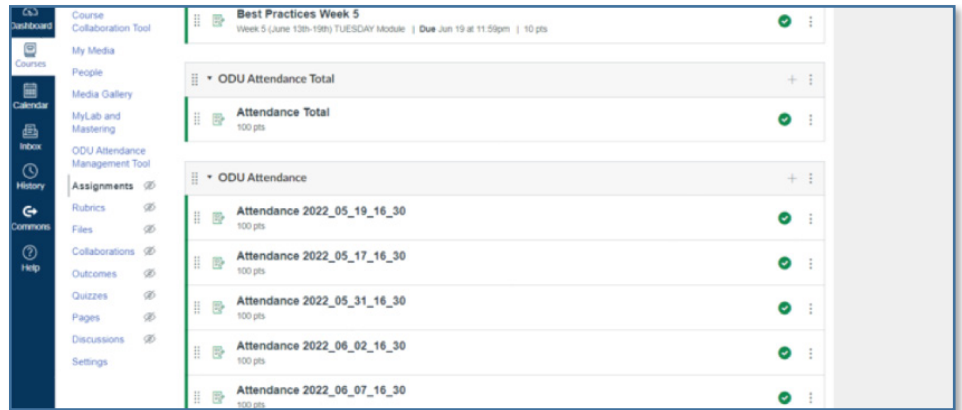 Dashboard
Courses
Calendar
Inbox
History
Commons
Help
Course
Collaboration Tool
My Media
People
Media Gallery
MyLab and
Mastering
ODU Attendance
Management Tool
Assignments
Rubrics
Files
Collaborations
Outcomes
Quizzes
Pages
Discussions
Settings
Best Practices Week 5
Week 5 (June 13th-19th) TUESDAY Module | Due Jun 19 at 11:59pm | 10 pts
ODU Attendance Total
Attendance Total
100 pts
ODU Attendance
Attendance 2022_05_19_16_30
100 pts
Attendance 2022_05_17_16_30
100 pts
Attendance 2022_05_31_16_30
100 pts
Attendance 2022_06_02_16_30
100 pts
Attendance 2022_06_07_16_30
100 pts